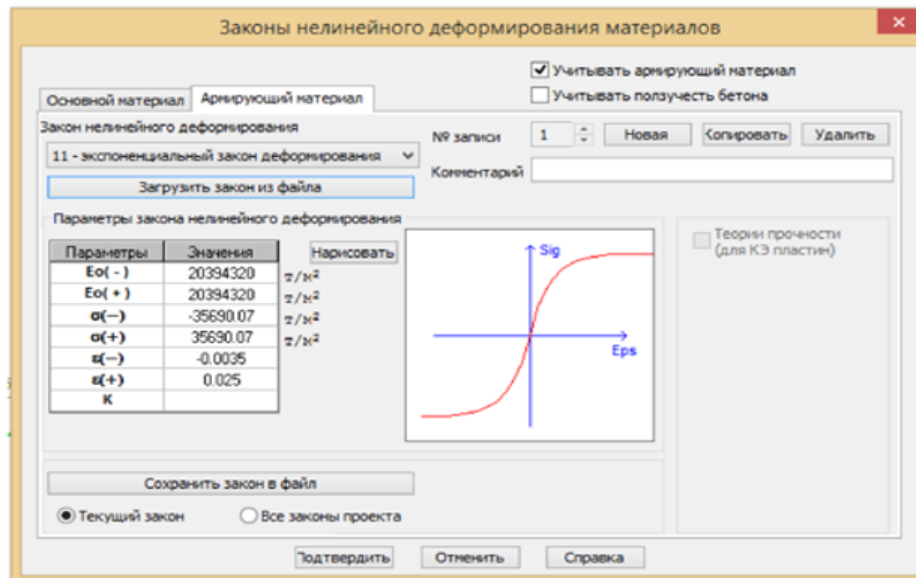 Законы нелинейного деформирования материалов
Учитывать армирующий материал
Учитывать ползучесть бетона
Основной материал
Армирующий материал
Закон нелинейного деформирования
11 - экспоненциальный закон деформирования
Загрузить закон из файла
№ записи
1
Новая
Копировать
Удалить
Комментарий
Параметры закона нелинейного деформирования
Параметры Значения
Eo( - ) 20394320 т/м²
Eo( + ) 20394320 т/м²
σ(−) -35690.07 т/м²
σ(+) 35690.07 т/м²
ε(−) -0.0035
ε(+) 0.025
K
Нарисовать
Sig
Eps
Теории прочности
(для КЭ пластин)
Сохранить закон в файл
Текущий закон
Все законы проекта
Подтвердить
Отменить
Справка